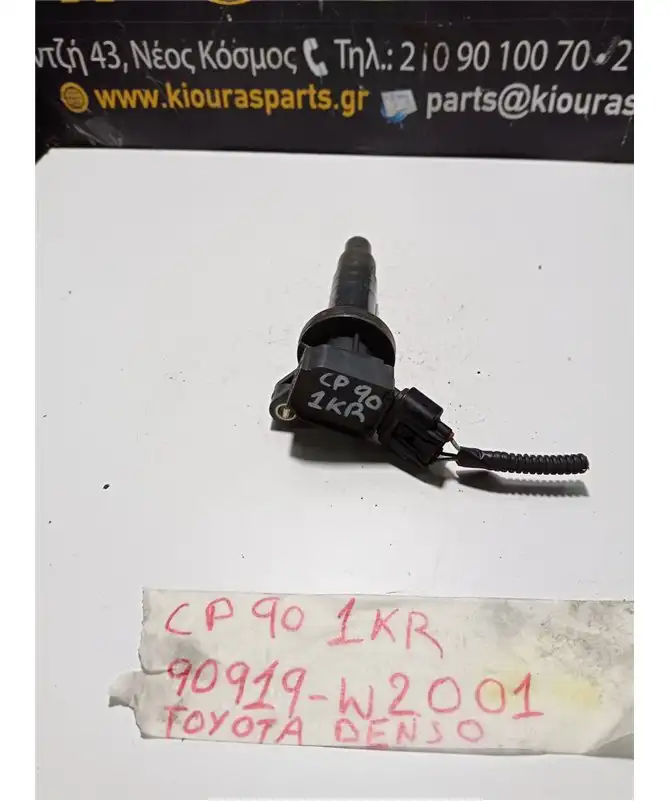 ντζή 43, Νέος Κόσμος Τηλ.: 210 90 100 70 - 2
www.kiourasparts.gr parts@kiouras
CP 90
1KR
CP 90 1KR
90919-W2001
TOYOTA DENSO